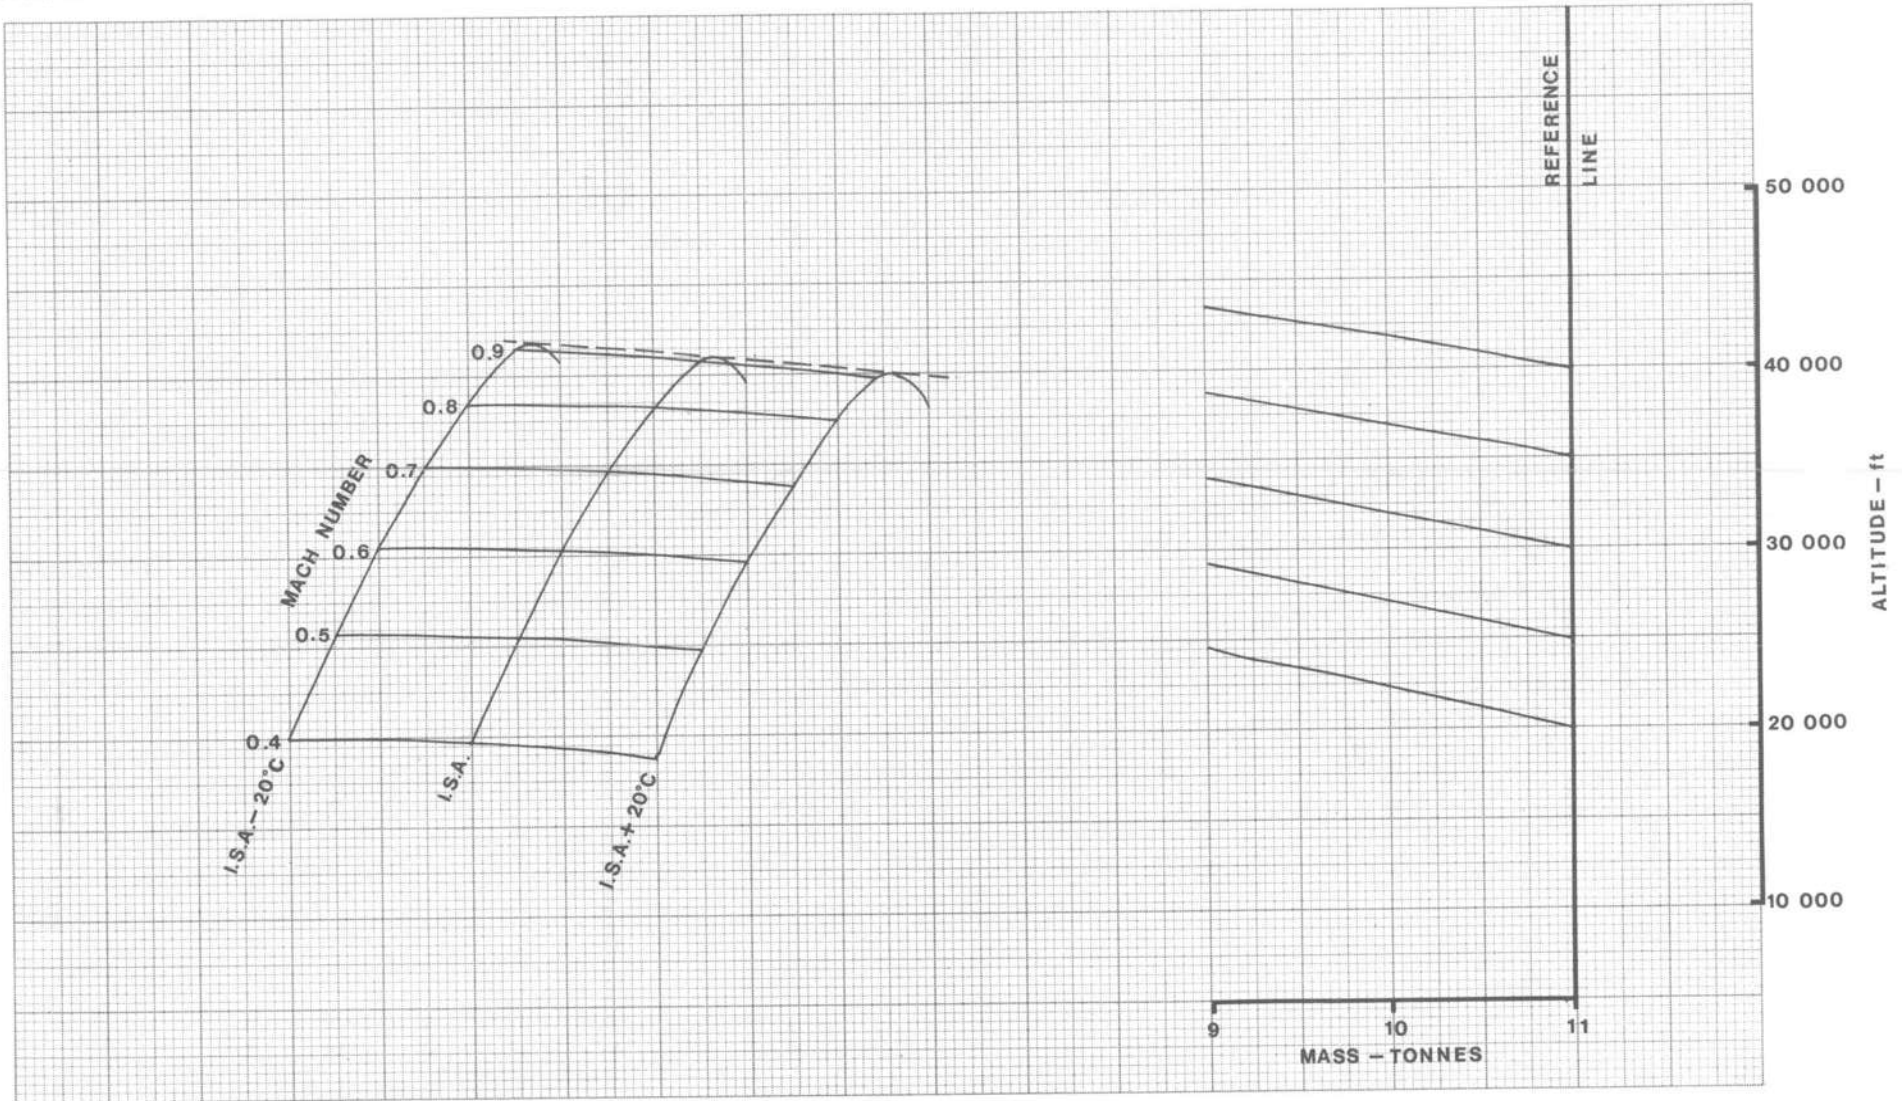 REFERENCE
LINE
50 000
40 000
30 000
20 000
10 000
ALTITUDE – ft
0.9
0.8
0.7
0.6
0.5
0.4
MACH NUMBER
I.S.A. – 20°C
I.S.A.
I.S.A. + 20°C
9
10
11
MASS – TONNES